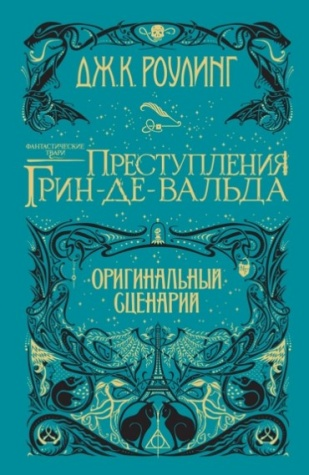 ДЖ.К. РОУЛИНГ
ФАНТАСТИЧЕСКИЕ
ТВАРИ
ПРЕСТУПЛЕНИЯ
ГРИН-ДЕ-ВАЛЬДА
ОРИГИНАЛЬНЫЙ
СЦЕНАРИЙ